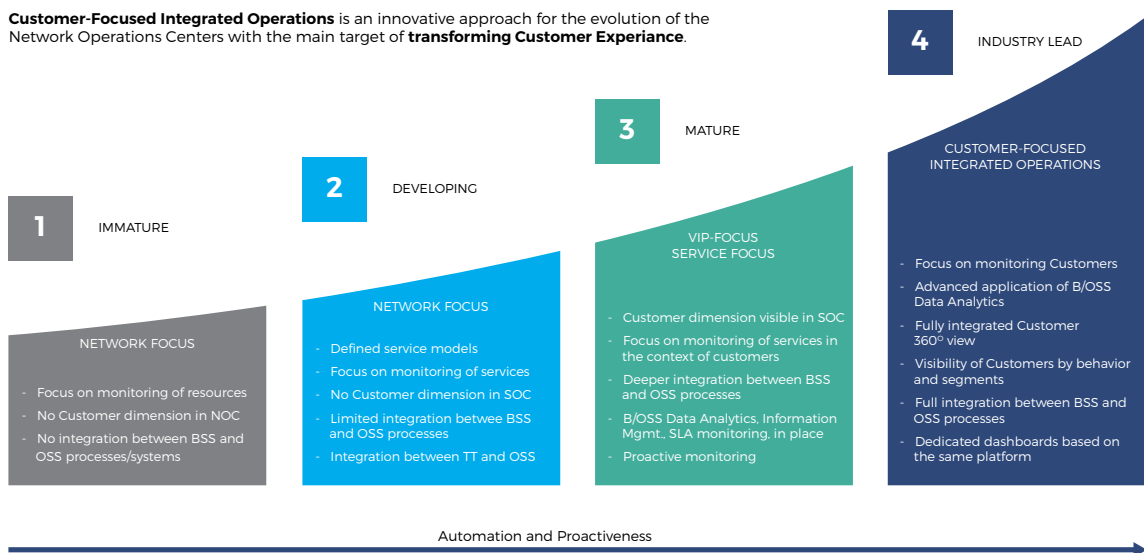 Customer-Focused Integrated Operations is an innovative approach for the evolution of the
Network Operations Centers with the main target of transforming Customer Experiance.
1
IMMATURE
NETWORK FOCUS
- Focus on monitoring of resources
- No Customer dimension in NOC
- No integration between BSS and
OSS processes/systems
2
DEVELOPING
NETWORK FOCUS
- Defined service models
- Focus on monitoring of services
- No Customer dimension in SOC
- Limited integration betwee BSS
and OSS processes
- Integration between TT and OSS
3
MATURE
VIP-FOCUS
SERVICE FOCUS
- Customer dimension visible in SOC
- Focus on monitoring of services in
the context of customers
- Deeper integration between BSS
and OSS processes
- B/OSS Data Analytics, Information
Mgmt., SLA monitoring, in place
- Proactive monitoring
4
INDUSTRY LEAD
CUSTOMER-FOCUSED
INTEGRATED OPERATIONS
- Focus on monitoring Customers
- Advanced application of B/OSS
Data Analytics
- Fully integrated Customer
360º view
- Visibility of Customers by behavior
and segments
- Full integration between BSS and
OSS processes
- Dedicated dashboards based on
the same platform
Automation and Proactiveness